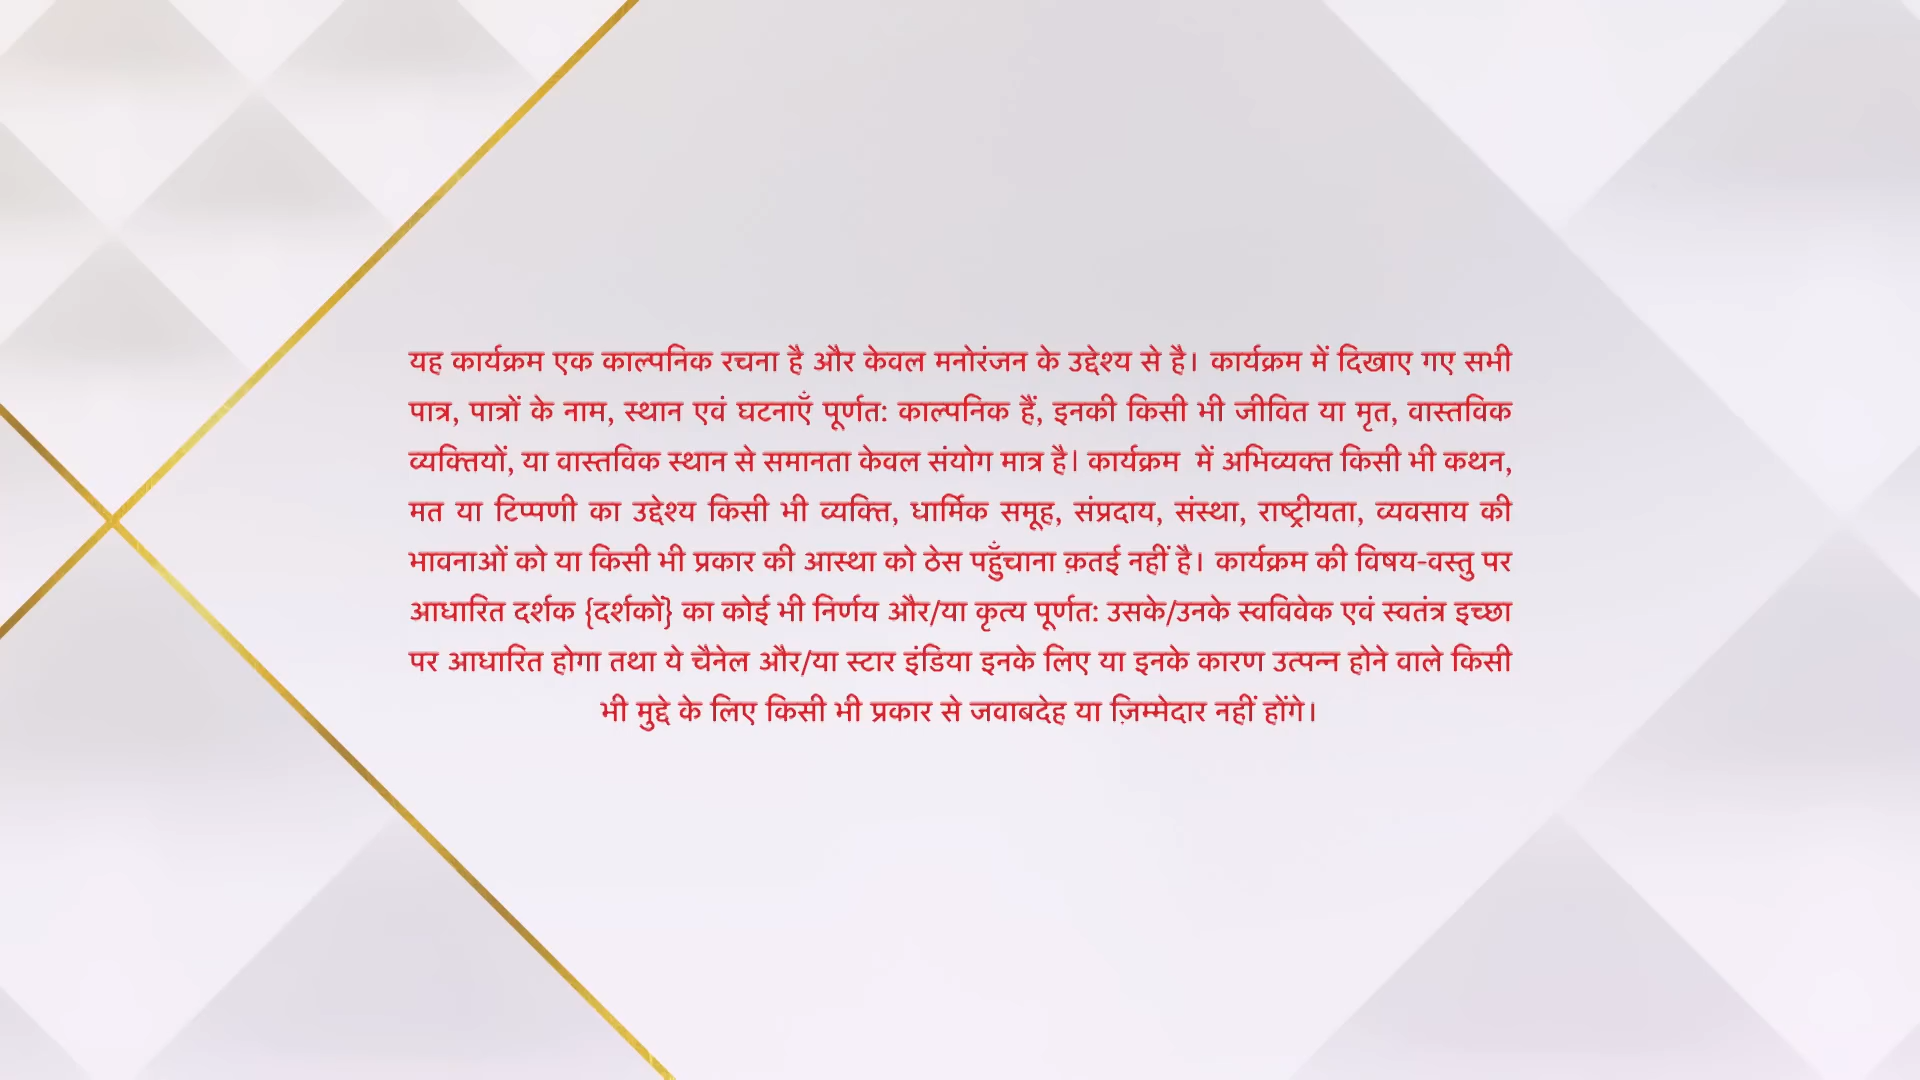 यह कार्यक्रम एक काल्पनिक रचना है और केवल मनोरंजन के उद्देश्य से है। कार्यक्रम में दिखाए गए सभी
पात्र, पात्रों के नाम, स्थान एवं घटनाएँ पूर्णत: काल्पनिक हैं, इनकी किसी भी जीवित या मृत, वास्तविक
व्यक्तियों, या वास्तविक स्थान से समानता केवल संयोग मात्र है। कार्यक्रम में अभिव्यक्त किसी भी कथन,
मत या टिप्पणी का उद्देश्य किसी भी व्यक्ति, धार्मिक समूह, संप्रदाय, संस्था, राष्ट्रीयता, व्यवसाय की
भावनाओं को या किसी भी प्रकार की आस्था को ठेस पहुँचाना क़तई नहीं है। कार्यक्रम की विषय-वस्तु पर
आधारित दर्शक {दर्शकों} का कोई भी निर्णय और/या कृत्य पूर्णत: उसके/उनके स्वविवेक एवं स्वतंत्र इच्छा
पर आधारित होगा तथा ये चैनेल और/या स्टार इंडिया इनके लिए या इनके कारण उत्पन्न होने वाले किसी
भी मुद्दे के लिए किसी भी प्रकार से जवाबदेह या ज़िम्मेदार नहीं होंगे।